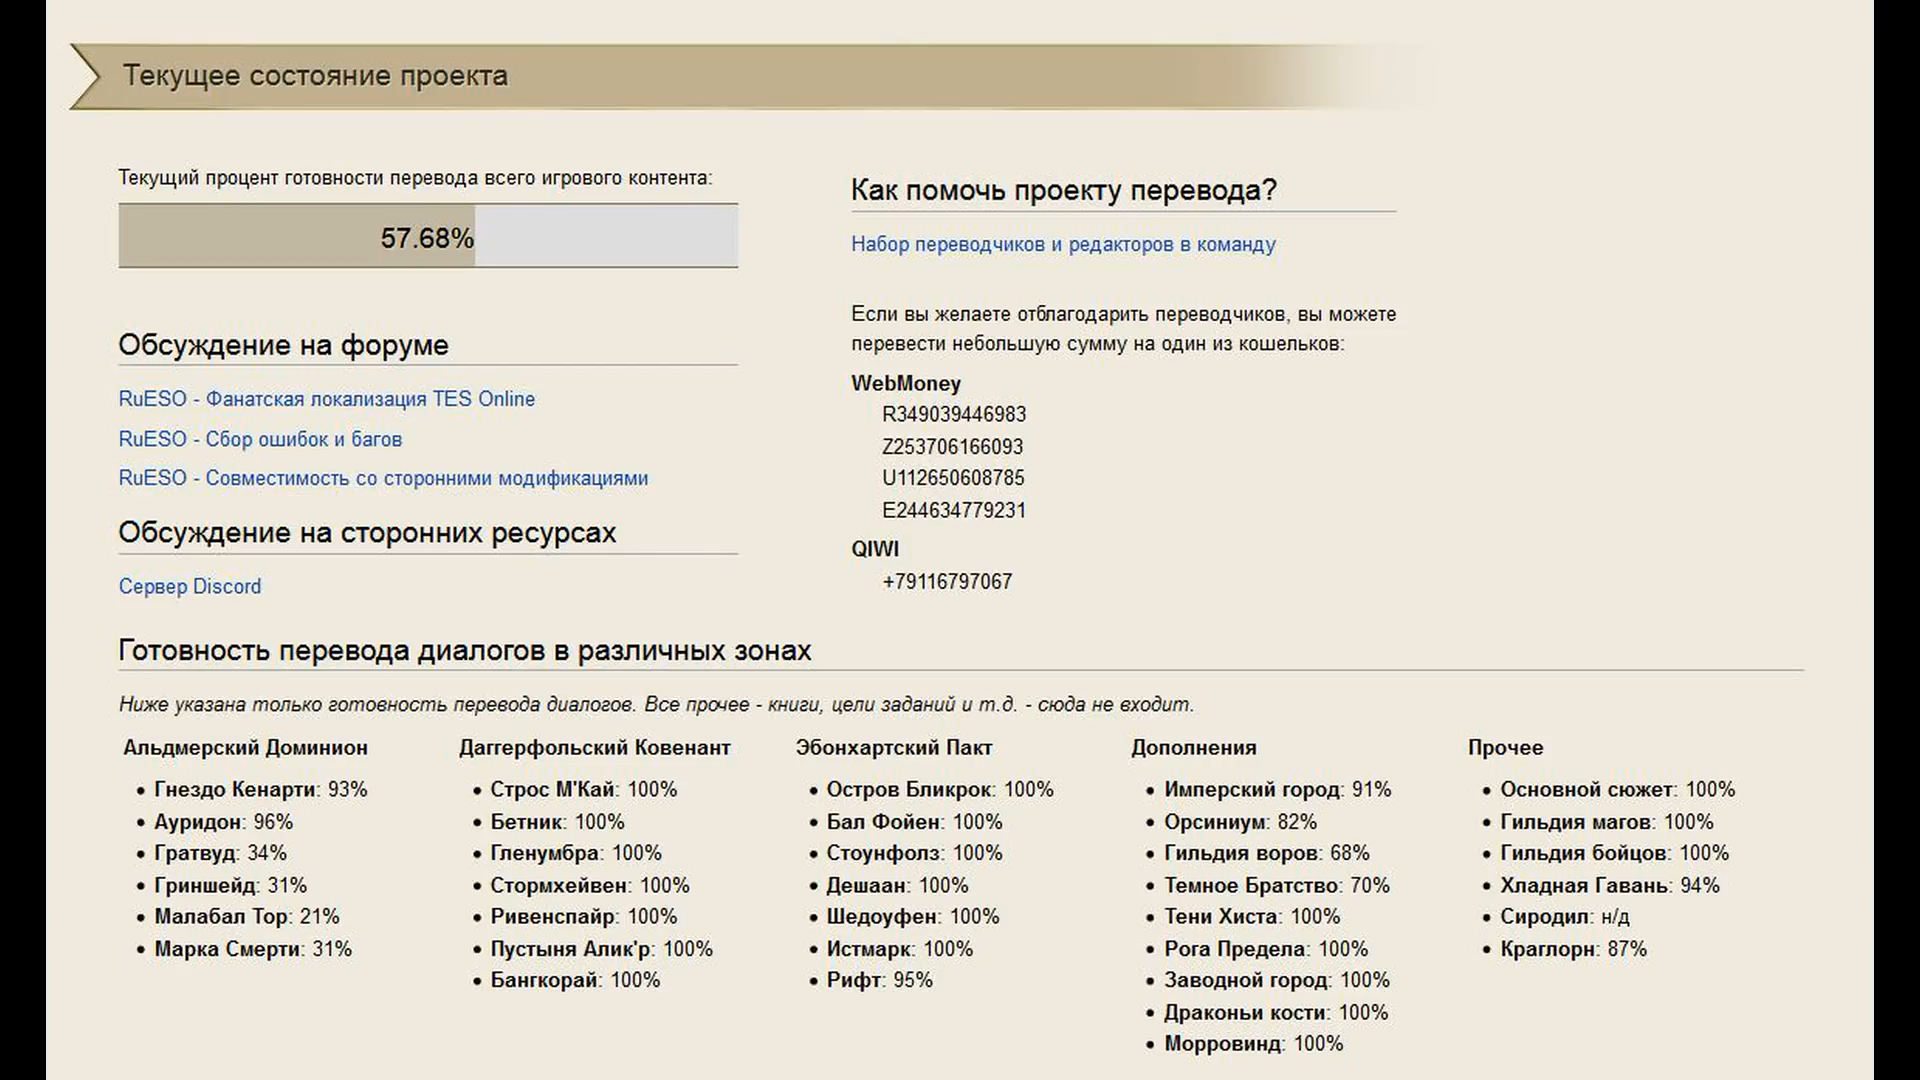 Текущее состояние проекта
Текущий процент готовности перевода всего игрового контента:
57.68%
Обсуждение на форуме
RuESO - Фанатская локализация TES Online
RuESO - Сбор ошибок и багов
RuESO - Совместимость со сторонними модификациями
Обсуждение на сторонних ресурсах
Сервер Discord
Как помочь проекту перевода?
Набор переводчиков и редакторов в команду
Если вы желаете отблагодарить переводчиков, вы можете
перевести небольшую сумму на один из кошельков:
WebMoney
R349039446983
Z253706166093
U112650608785
E244634779231
QIWI
+79116797067
Готовность перевода диалогов в различных зонах
Ниже указана только готовность перевода диалогов. Все прочее - книги, цели заданий и т.д. - сюда не входит.
Альдмерский Доминион
Гнездо Кенарти: 93%
Ауридон: 96%
Гратвуд: 34%
Гриншейд: 31%
Малабал Тор: 21%
Марка Смерти: 31%
Даггерфольский Ковенант
Строс М'Кай: 100%
Бетник: 100%
Гленумбра: 100%
Стормхейвен: 100%
Ривенспайр: 100%
Пустыня Алик'р: 100%
Бангкорай: 100%
Эбонхартский Пакт
Остров Бликрок: 100%
Бал Фойен: 100%
Стоунфолз: 100%
Дешаан: 100%
Шедоуфен: 100%
Истмарк: 100%
Рифт: 95%
Дополнения
Имперский город: 91%
Орсиниум: 82%
Гильдия воров: 68%
Темное Братство: 70%
Тени Хиста: 100%
Рога Предела: 100%
Заводной город: 100%
Драконьи кости: 100%
Морровинд: 100%
Прочее
Основной сюжет: 100%
Гильдия магов: 100%
Гильдия бойцов: 100%
Хладная Гавань: 94%
Сиродил: н/д
Краглорн: 87%